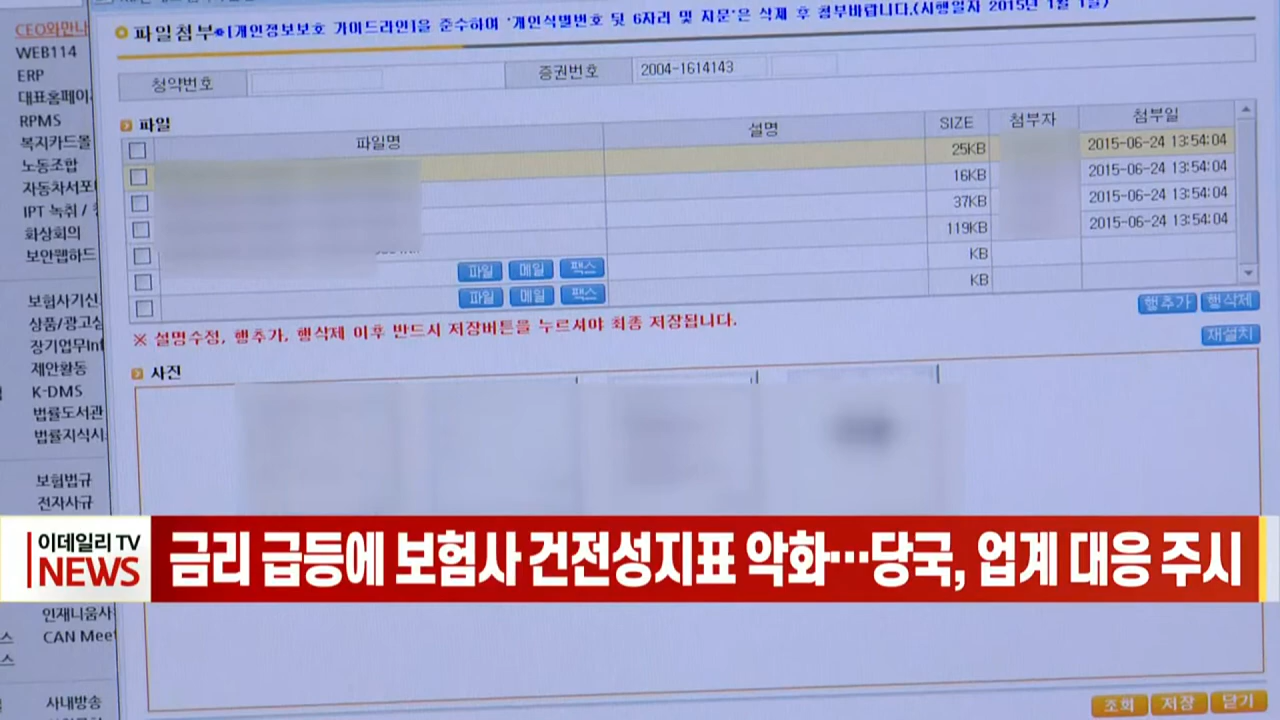 CEO와만나
WEB114
ERP
대표홈페이
RPMS
복지카드몰
노동조합
자동차서포
IPT 녹취 /
화상회의
보안웹하드
보험사기신
상품/광고심
장기업무Inf
제안활동
K-DMS
법률도서관
법률지식시
보험법규
전자사규
인재니움사
CAN Meet
사내방송
파일첨부 ※[개인정보보호 가이드라인]을 준수하여 '개인식별번호 뒷 6자리 및 지문'은 삭제 후 첨부바랍니다.(시행일자 2015년 1월 1일)
청약번호 증권번호 2004-1614143
파일
파일명 설명 SIZE 첨부자 첨부일
25KB 2015-06-24 13:54:04
16KB 2015-06-24 13:54:04
37KB 2015-06-24 13:54:04
119KB 2015-06-24 13:54:04
파일 메일 팩스 KB
파일 메일 팩스 KB
행추가 행삭제
※ 설명수정, 행추가, 행삭제 이후 반드시 저장버튼을 누르셔야 최종 저장됩니다.
재설치
사진
이데일리 TV
NEWS
금리 급등에 보험사 건전성지표 악화…당국, 업계 대응 주시
조회 저장 닫기